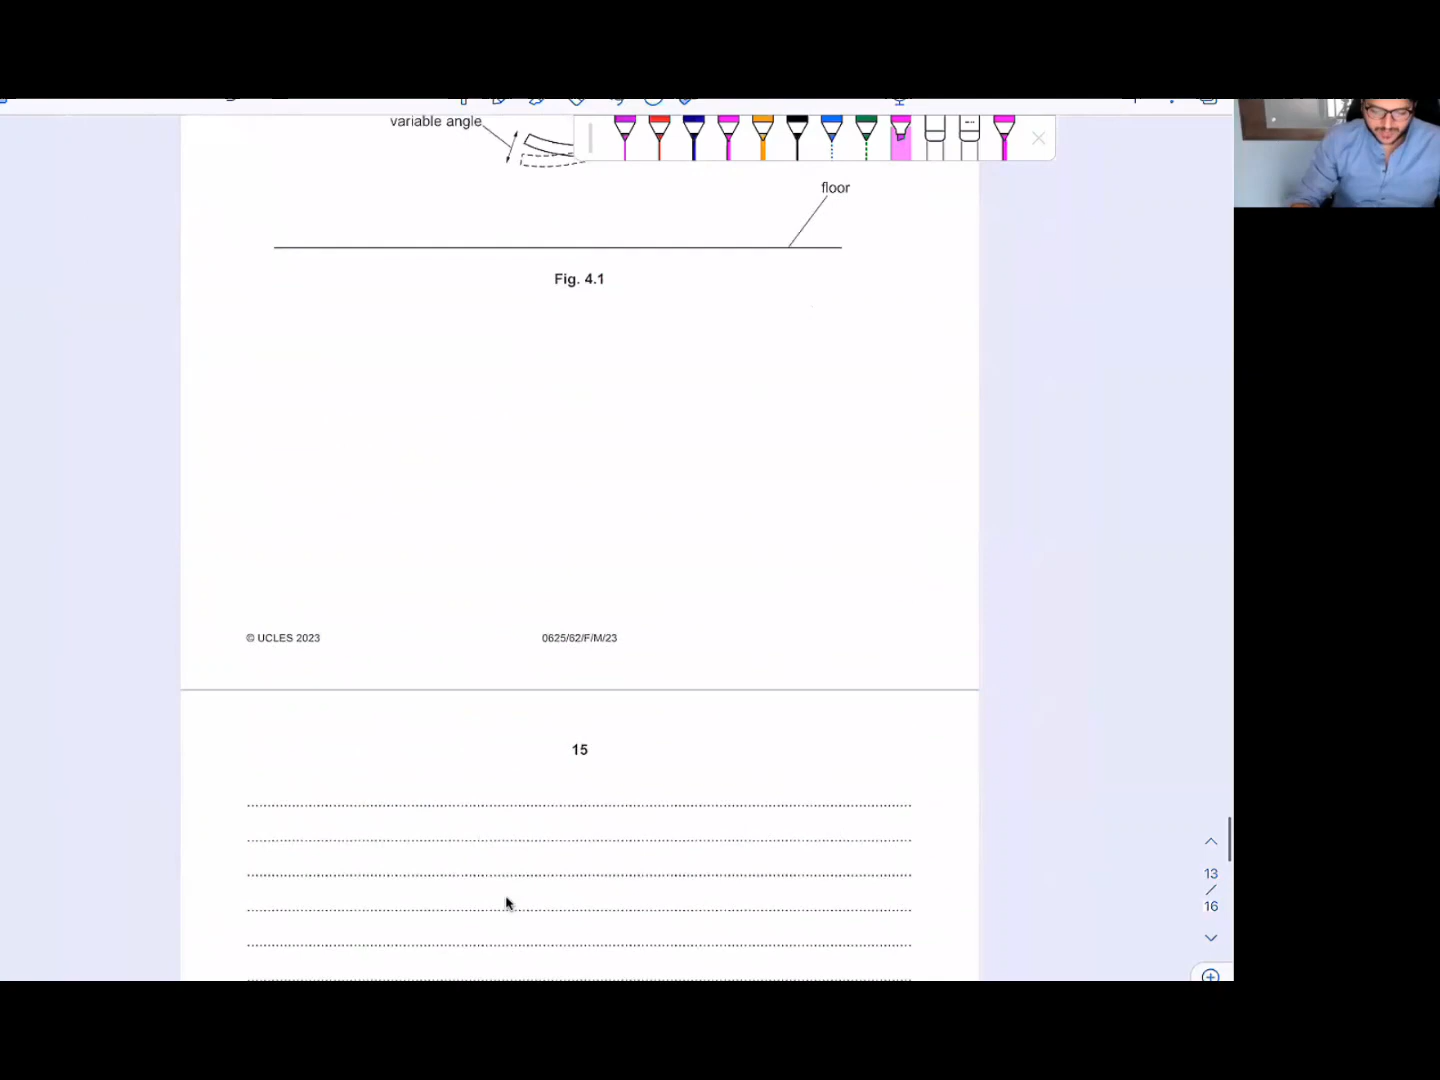 variable angle
floor
Fig. 4.1
© UCLES 2023
0625/62/F/M/23
15
13
/
16